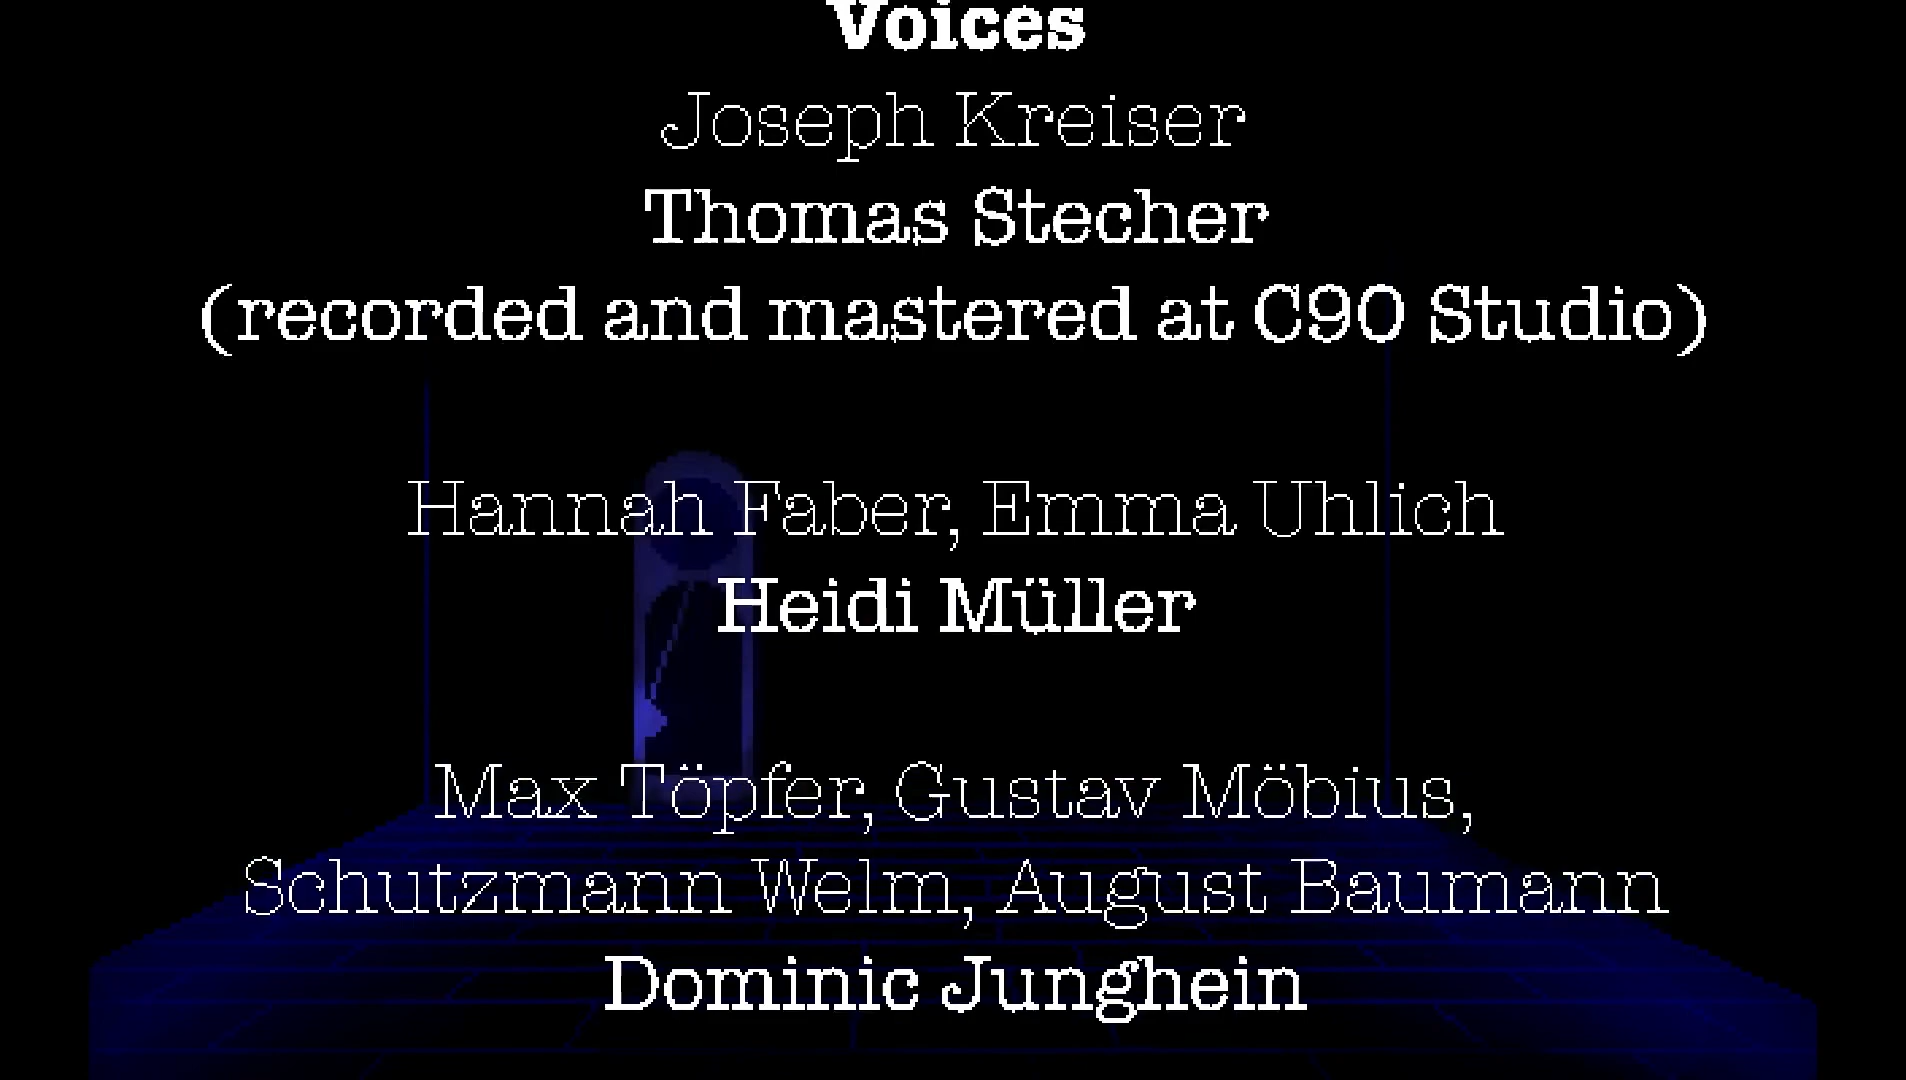 Voices
Joseph Kreiser
Thomas Stecher
(recorded and mastered at C90 Studio)
Hannah Faber, Emma Uhlich
Heidi Müller
Max Töpfer, Gustav Möbius,
Schutzmann Welm, August Baumann
Dominic Junghein